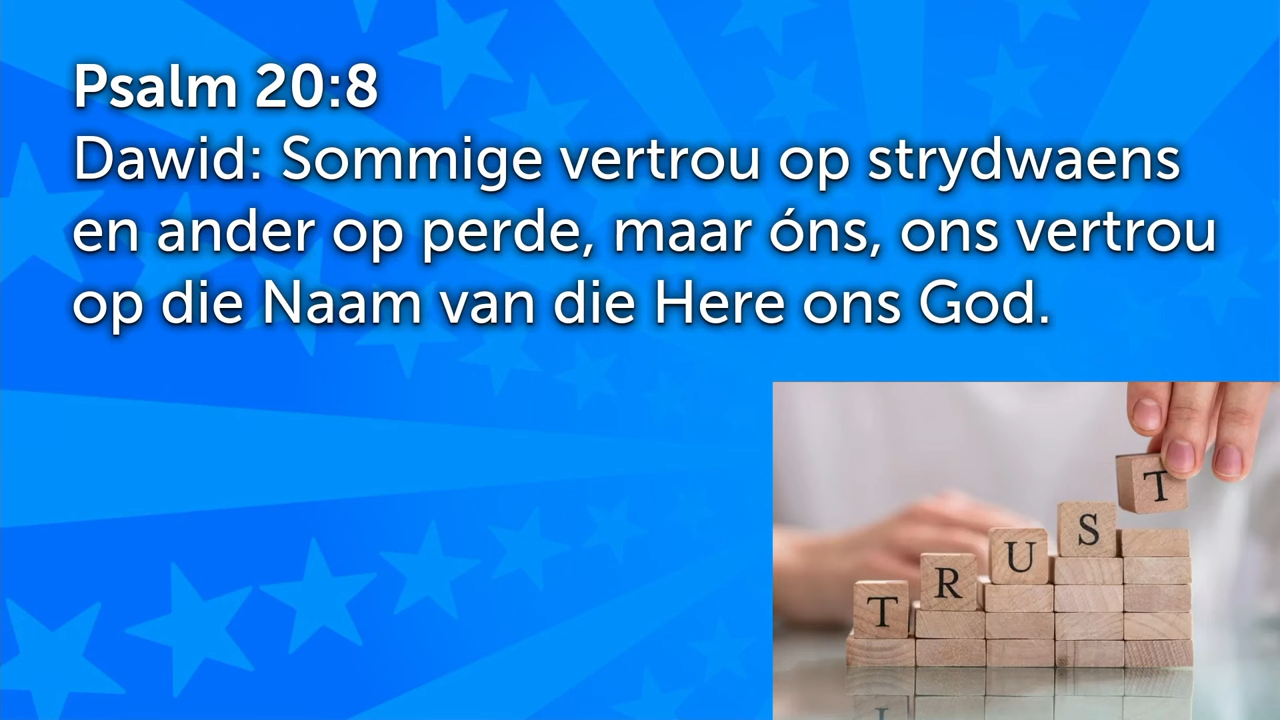 Psalm 20:8
Dawid: Sommige vertrou op strydwaens
en ander op perde, maar óns, ons vertrou
op die Naam van die Here ons God.
T R U S T